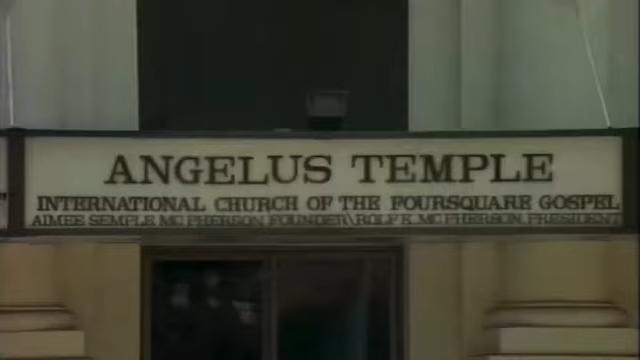 ANGELUS TEMPLE
INTERNATIONAL CHURCH OF THE FOURSQUARE GOSPEL
AIMEE SEMPLE MC PHERSON FOUNDER\\ROLF K. MC PHERSON, PRESIDENT